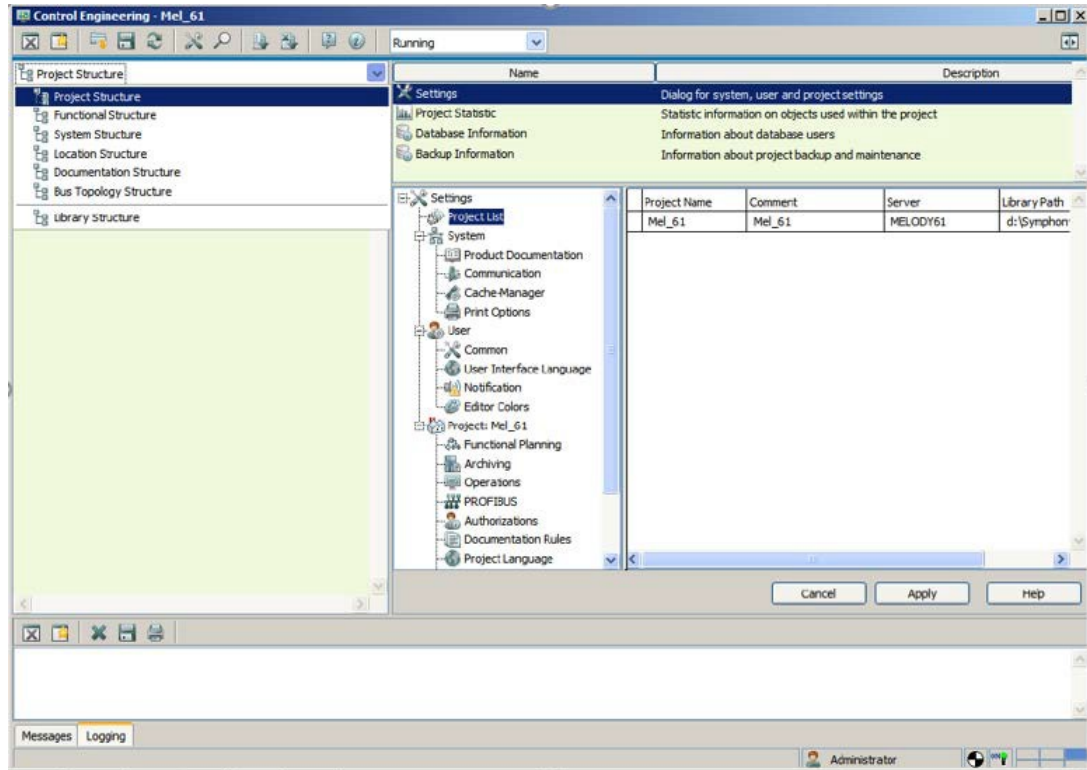 Control Engineering - Mel_61
Running
Project Structure
Project Structure
Functional Structure
System Structure
Location Structure
Documentation Structure
Bus Topology Structure
Library Structure
Name Description
Settings Dialog for system, user and project settings
Project Statistic Statistic information on objects used within the project
Database Information Information about database users
Backup Information Information about project backup and maintenance
Settings
Project List
System
Product Documentation
Communication
Cache-Manager
Print Options
User
Common
User Interface Language
Notification
Editor Colors
Project: Mel_61
Functional Planning
Archiving
Operations
PROFIBUS
Authorizations
Documentation Rules
Project Language
Project Name Comment Server Library Path
Mel_61 Mel_61 MELODY61 d:\Symphon
Cancel Apply Help
Messages Logging
Administrator